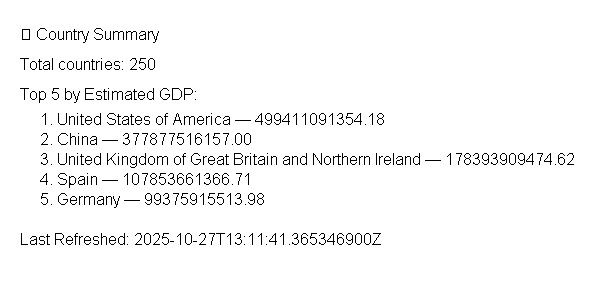 Country Summary
Total countries: 250
Top 5 by Estimated GDP:
1. United States of America — 499411091354.18
2. China — 377877516157.00
3. United Kingdom of Great Britain and Northern Ireland — 178393909474.62
4. Spain — 107853661366.71
5. Germany — 99375915513.98
Last Refreshed: 2025-10-27T13:11:41.365346900Z